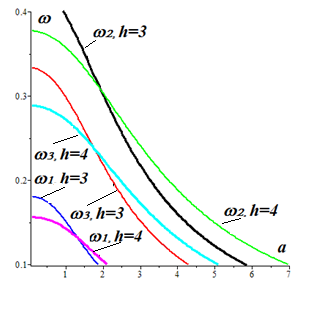 0.4
ω
ω2, h=3
0.3
ω3, h=4
0.2
ω1 h=3
ω3, h=3
ω2, h=4
ω1, h=4
a
0.1
1 2 3 4 5 6 7